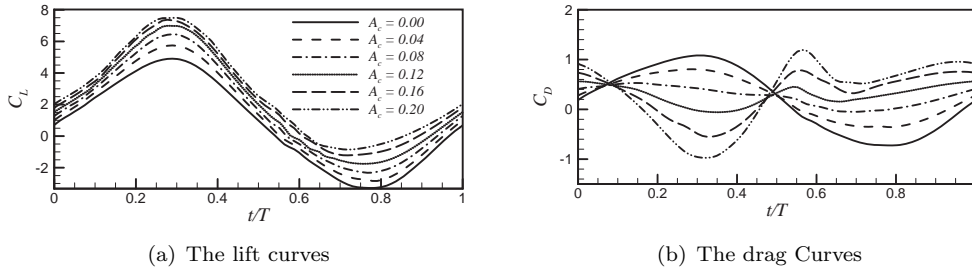 8
6
4
2
0
-2
C_L
A_c = 0.00
A_c = 0.04
A_c = 0.08
A_c = 0.12
A_c = 0.16
A_c = 0.20
0 0.2 0.4 0.6 0.8 1
t/T
(a) The lift curves
2
1
0
-1
C_D
0 0.2 0.4 0.6 0.8
t/T
(b) The drag Curves